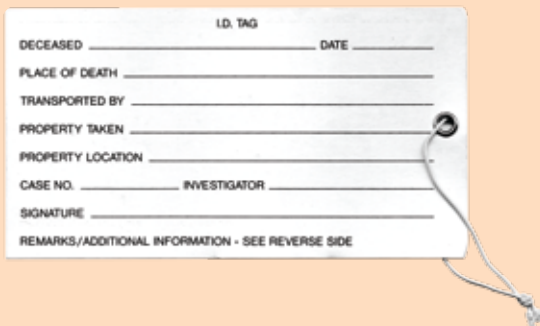 I.D. TAG
DECEASED DATE
PLACE OF DEATH
TRANSPORTED BY
PROPERTY TAKEN
PROPERTY LOCATION
CASE NO. INVESTIGATOR
SIGNATURE
REMARKS/ADDITIONAL INFORMATION - SEE REVERSE SIDE